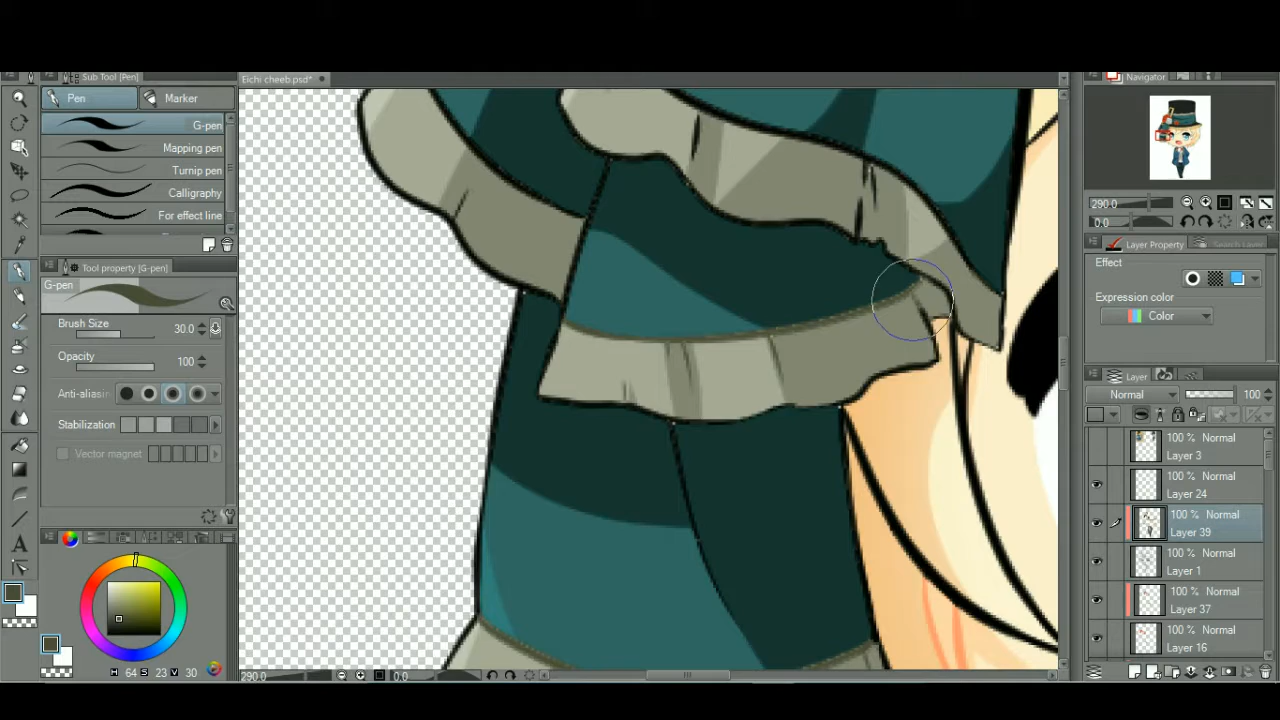 Sub Tool [Pen]
Pen
Marker
G-pen
Mapping pen
Turnip pen
Calligraphy
For effect line
Tool property [G-pen]
G-pen
Brush Size 30.0
Opacity 100
Anti-aliasin
Stabilization
Vector magnet
H 64 S 23 V 30
Eichi cheeb.psd*
290.0 0.0
Navigator
290.0
0.0
Layer Property Search Layer
Effect
Expression color
Color
Layer
Normal 100
100 % Normal
Layer 3
100 % Normal
Layer 24
100 % Normal
Layer 39
100 % Normal
Layer 1
100 % Normal
Layer 37
100 % Normal
Layer 16